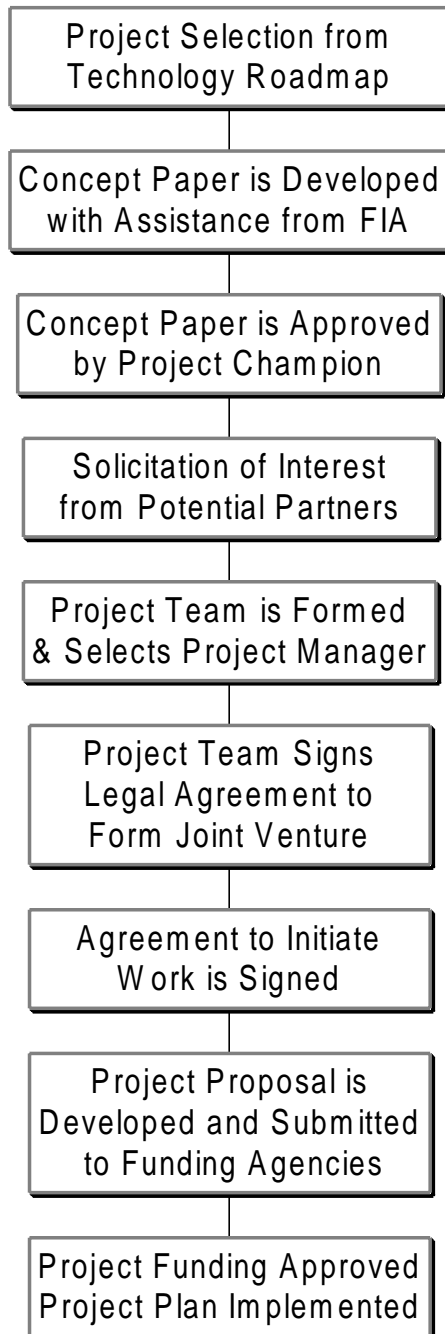 Project Selection from
Technology Roadmap
Concept Paper is Developed
with Assistance from FIA
Concept Paper is Approved
by Project Champion
Solicitation of Interest
from Potential Partners
Project Team is Formed
& Selects Project Manager
Project Team Signs
Legal Agreement to
Form Joint Venture
Agreement to Initiate
Work is Signed
Project Proposal is
Developed and Submitted
to Funding Agencies
Project Funding Approved
Project Plan Implemented